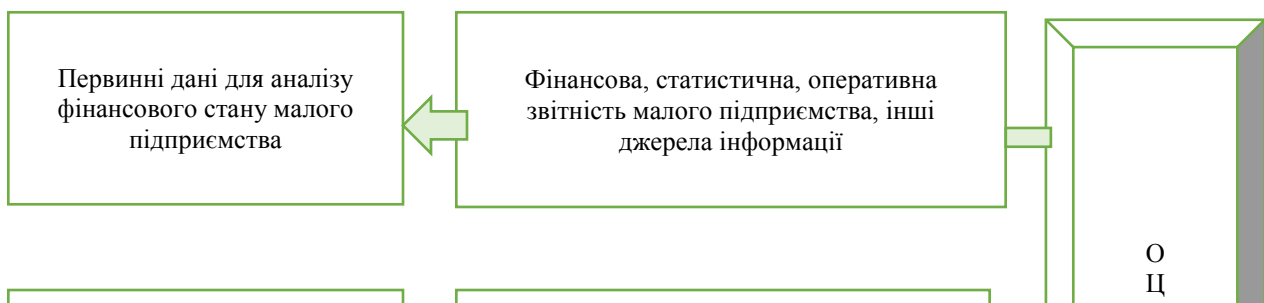 Первинні дані для аналізу
фінансового стану малого
підприємства
Фінансова, статистична, оперативна
звітність малого підприємства, інші
джерела інформації
О
Ц